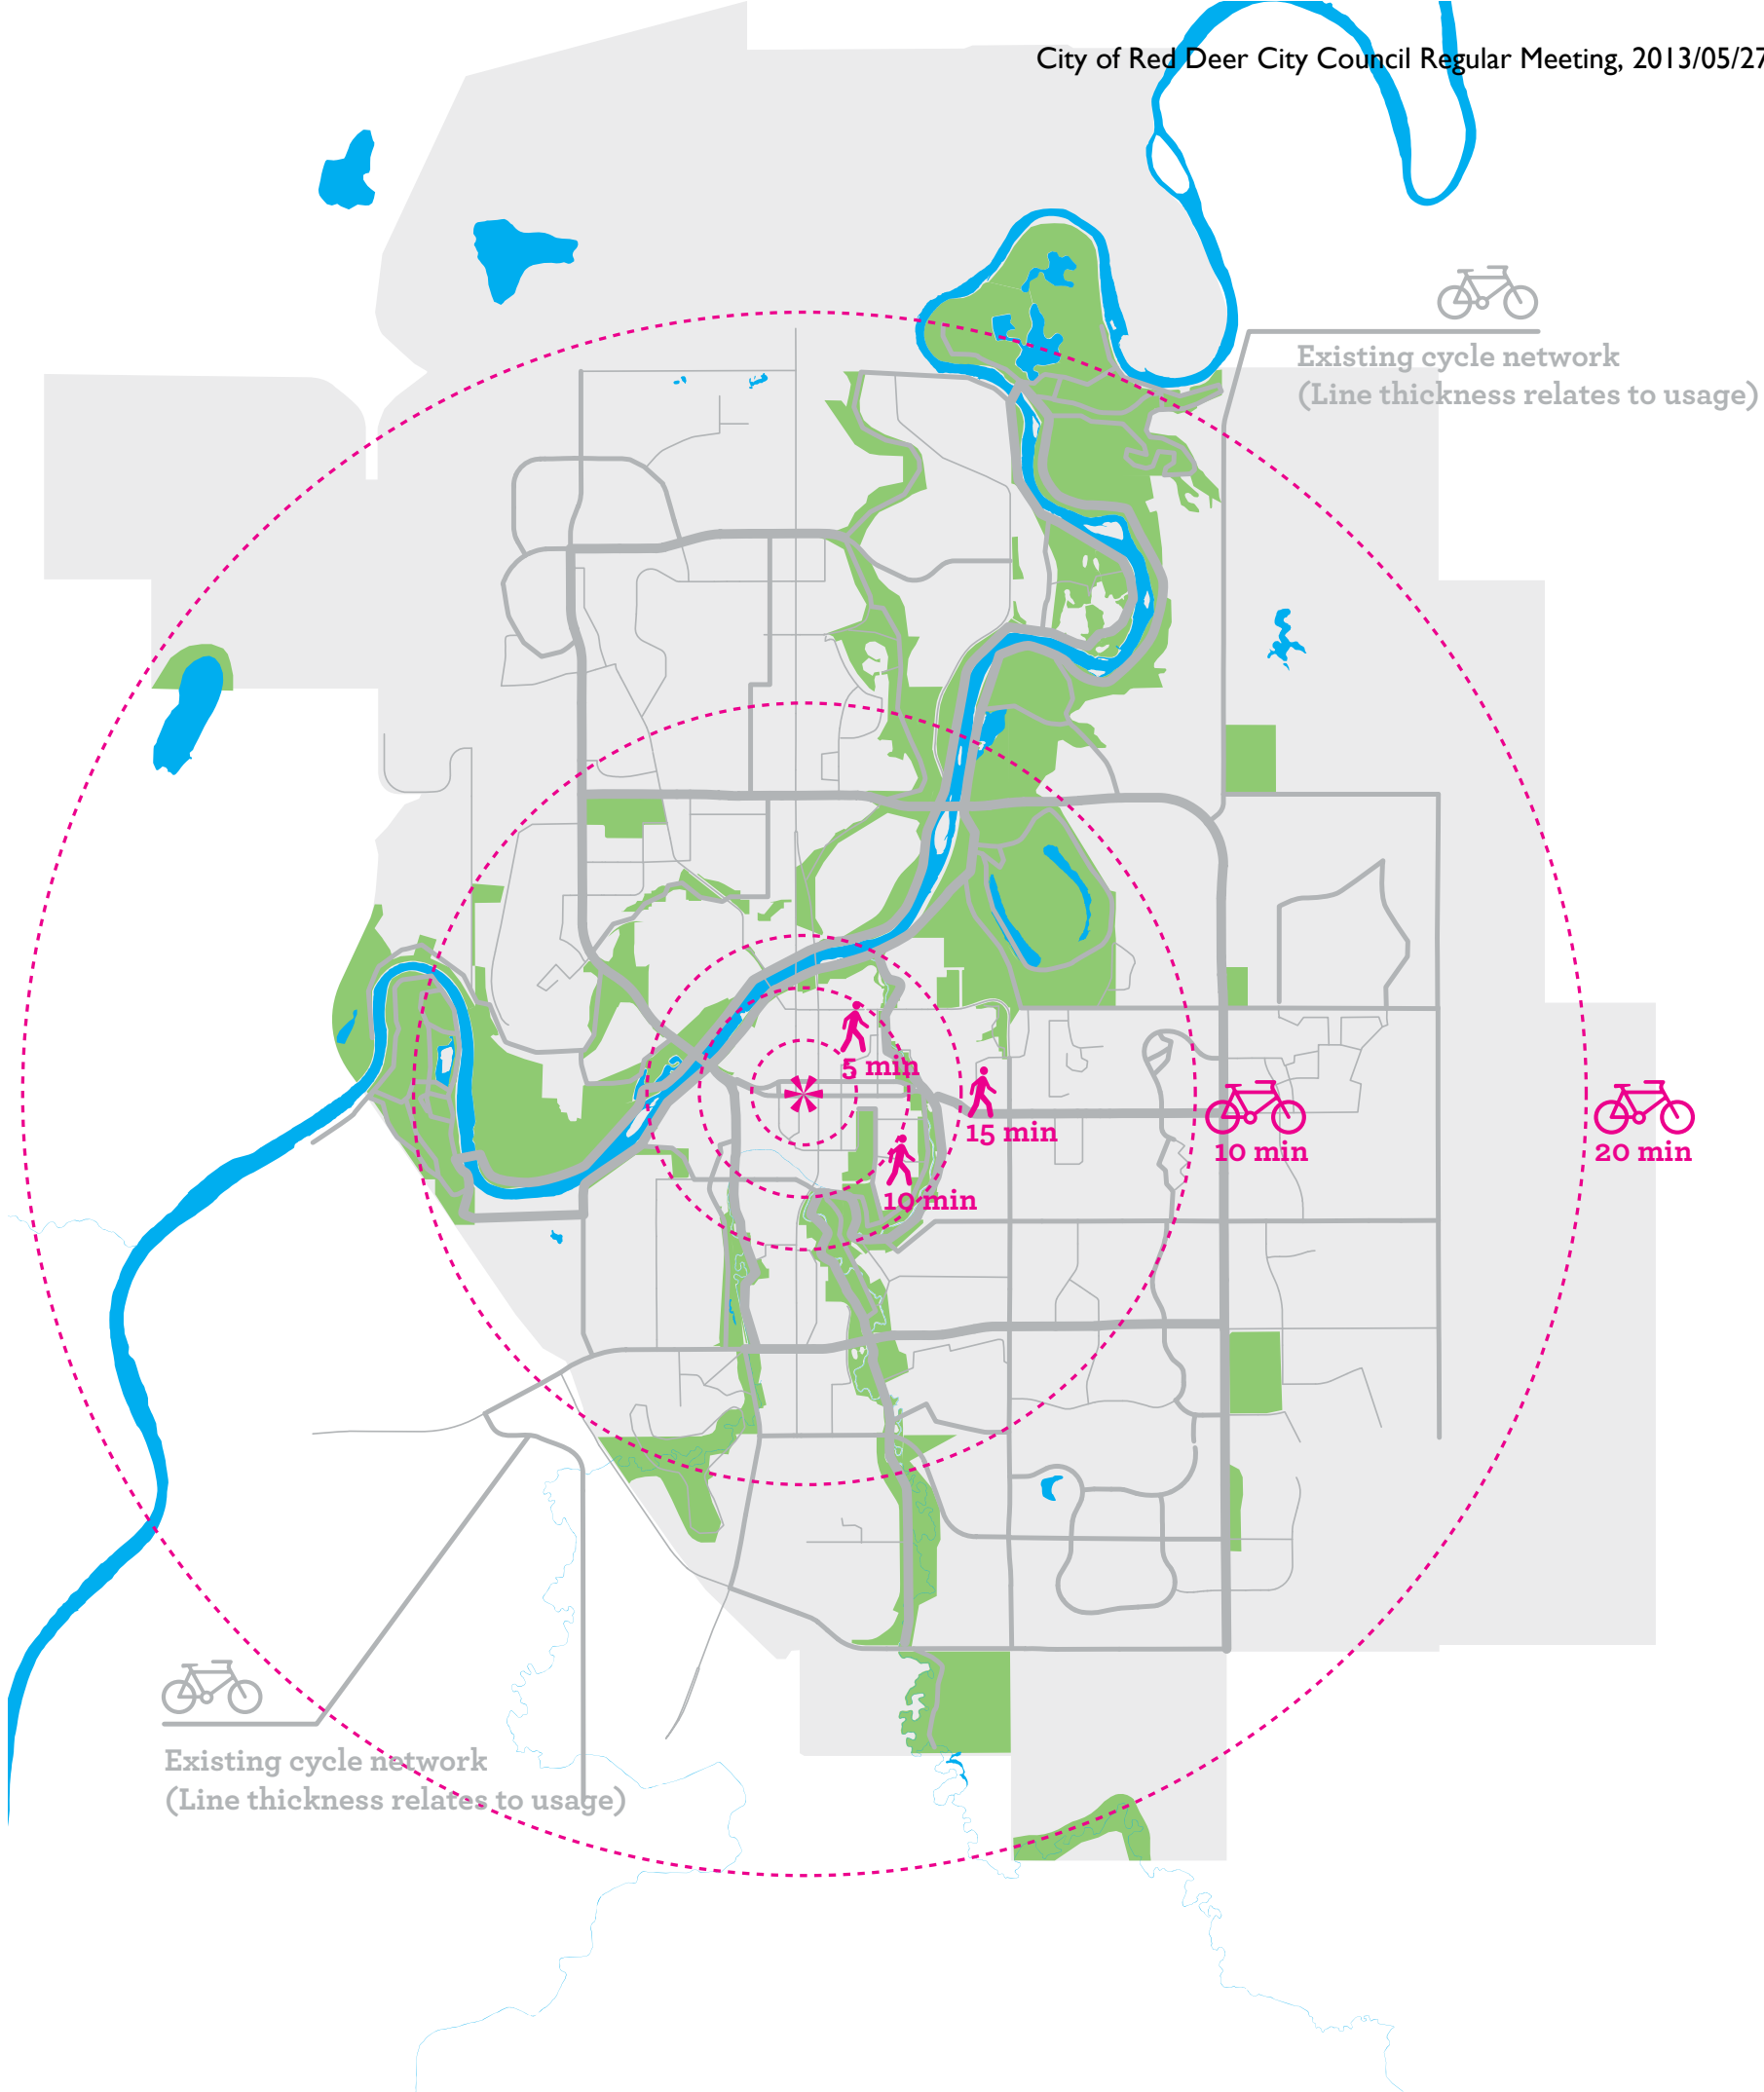 City of Red Deer City Council Regular Meeting, 2013/05/27
Existing cycle network
(Line thickness relates to usage)
5 min
15 min
10 min
10 min
20 min
Existing cycle network
(Line thickness relates to usage)